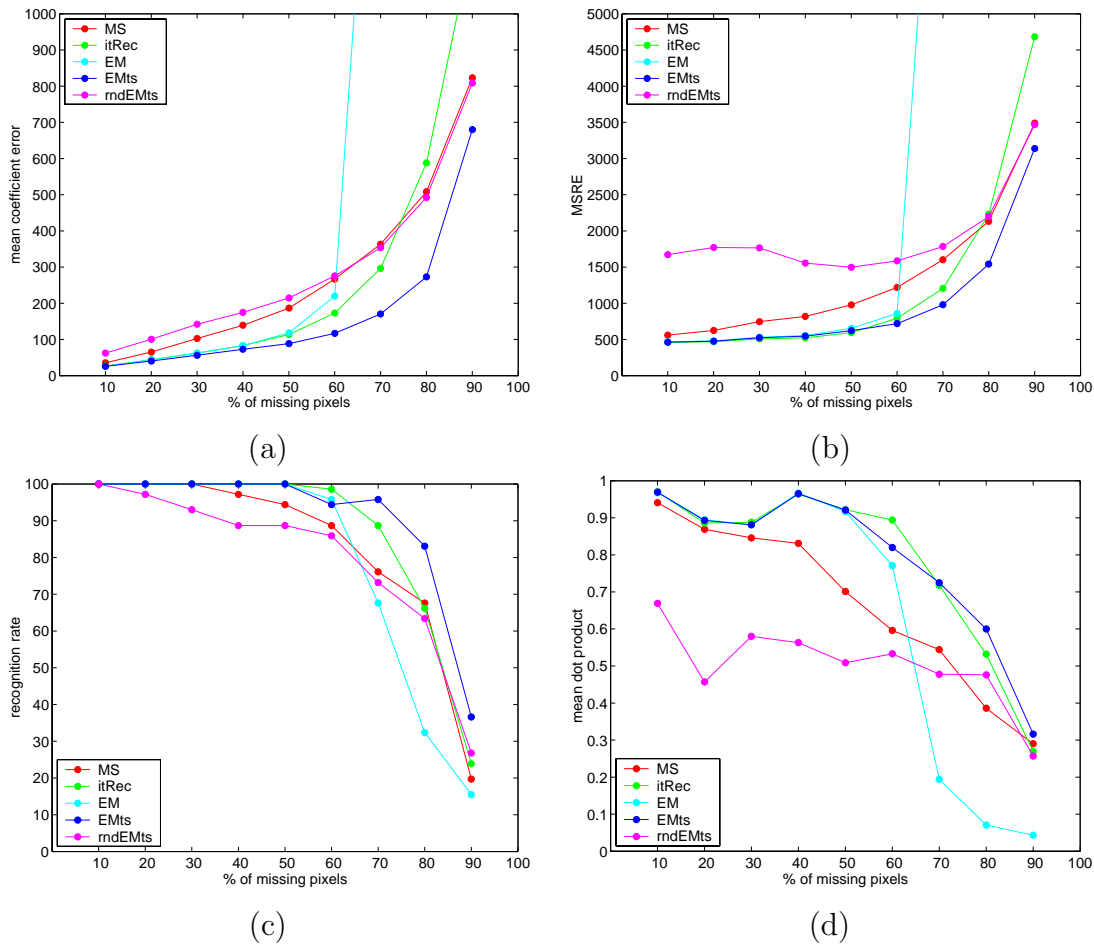 1000
900
800
700
600
500
400
300
200
100
0
mean coefficient error
MS
itRec
EM
EMts
rndEMts
10 20 30 40 50 60 70 80 90 100
% of missing pixels
(a)
5000
4500
4000
3500
3000
2500
2000
1500
1000
500
0
MSRE
MS
itRec
EM
EMts
rndEMts
10 20 30 40 50 60 70 80 90 100
% of missing pixels
(b)
100
90
80
70
60
50
40
30
20
10
0
recognition rate
MS
itRec
EM
EMts
rndEMts
10 20 30 40 50 60 70 80 90 100
% of missing pixels
(c)
1
0.9
0.8
0.7
0.6
0.5
0.4
0.3
0.2
0.1
0
mean dot product
MS
itRec
EM
EMts
rndEMts
10 20 30 40 50 60 70 80 90 100
% of missing pixels
(d)